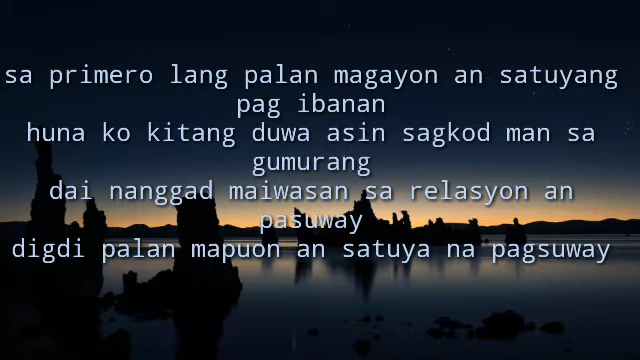 sa primero lang palan magayon an satuyang
pag ibanan
huna ko kitang duwa asin sagkod man sa
gumurang
dai nanggad maiwasan sa relasyon an
pasuway
digdi palan mapuon an satuya na pagsuway